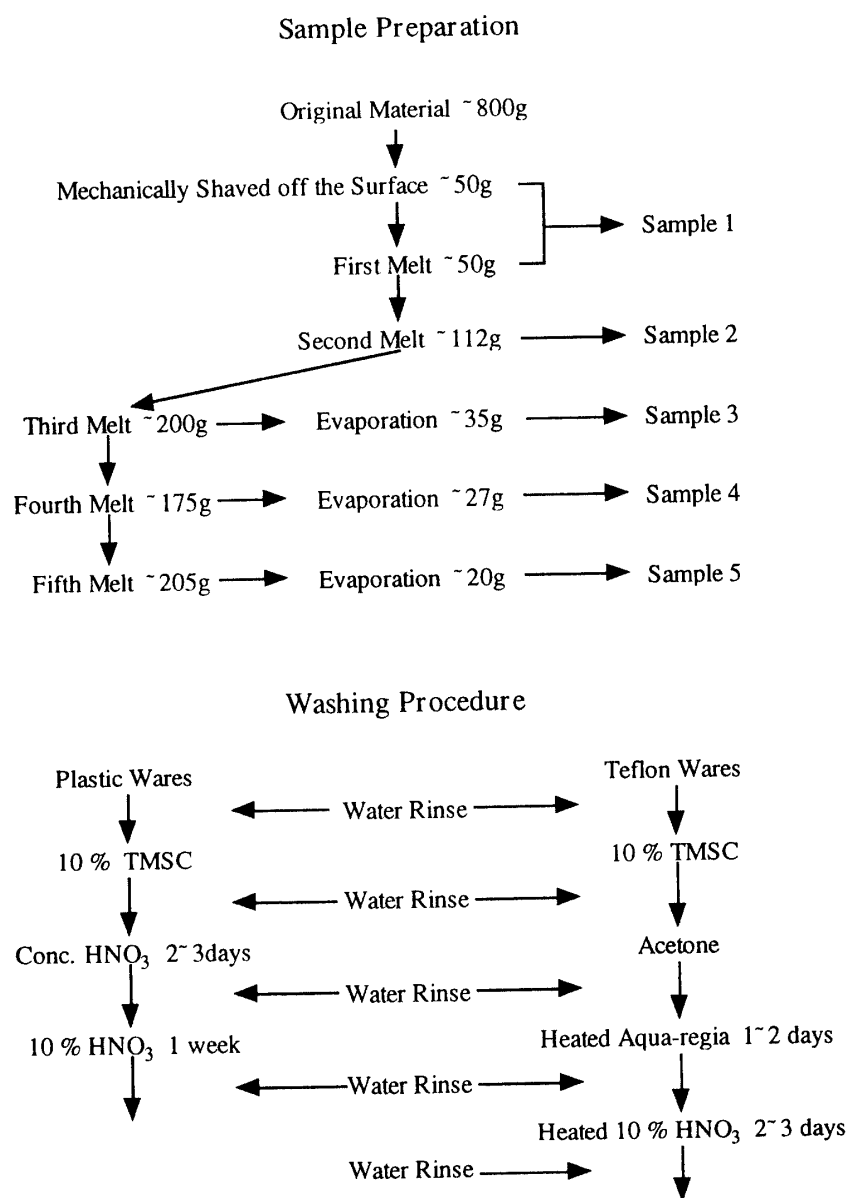 Sample Preparation
Original Material ~800g
Mechanically Shaved off the Surface ~50g
Sample 1
First Melt ~50g
Second Melt ~112g Sample 2
Third Melt ~200g Evaporation ~35g Sample 3
Fourth Melt ~175g Evaporation ~27g Sample 4
Fifth Melt ~205g Evaporation ~20g Sample 5
Washing Procedure
Plastic Wares Teflon Wares
Water Rinse
10 % TMSC 10 % TMSC
Water Rinse
Conc. HNO3 2~3days Acetone
Water Rinse
10 % HNO3 1 week Heated Aqua-regia 1~2 days
Water Rinse
Heated 10 % HNO3 2~3 days
Water Rinse